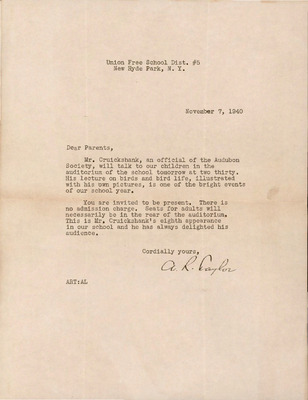 Union Free School Dist. #5
New Hyde Park, N. Y.
November 7, 1940
Dear Parents,
Mr. Cruickshank, an official of the Audubon
Society, will talk to our children in the
auditorium of the school tomorrow at two thirty.
His lecture on birds and bird life, illustrated
with his own pictures, is one of the bright events
of our school year.
You are invited to be present. There is
no admission charge. Seats for adults will
necessarily be in the rear of the auditorium.
This is Mr. Cruickshank's eighth appearance
in our school and he has always delighted his
audience.
Cordially yours,
A. R. Taylor
ART:AL